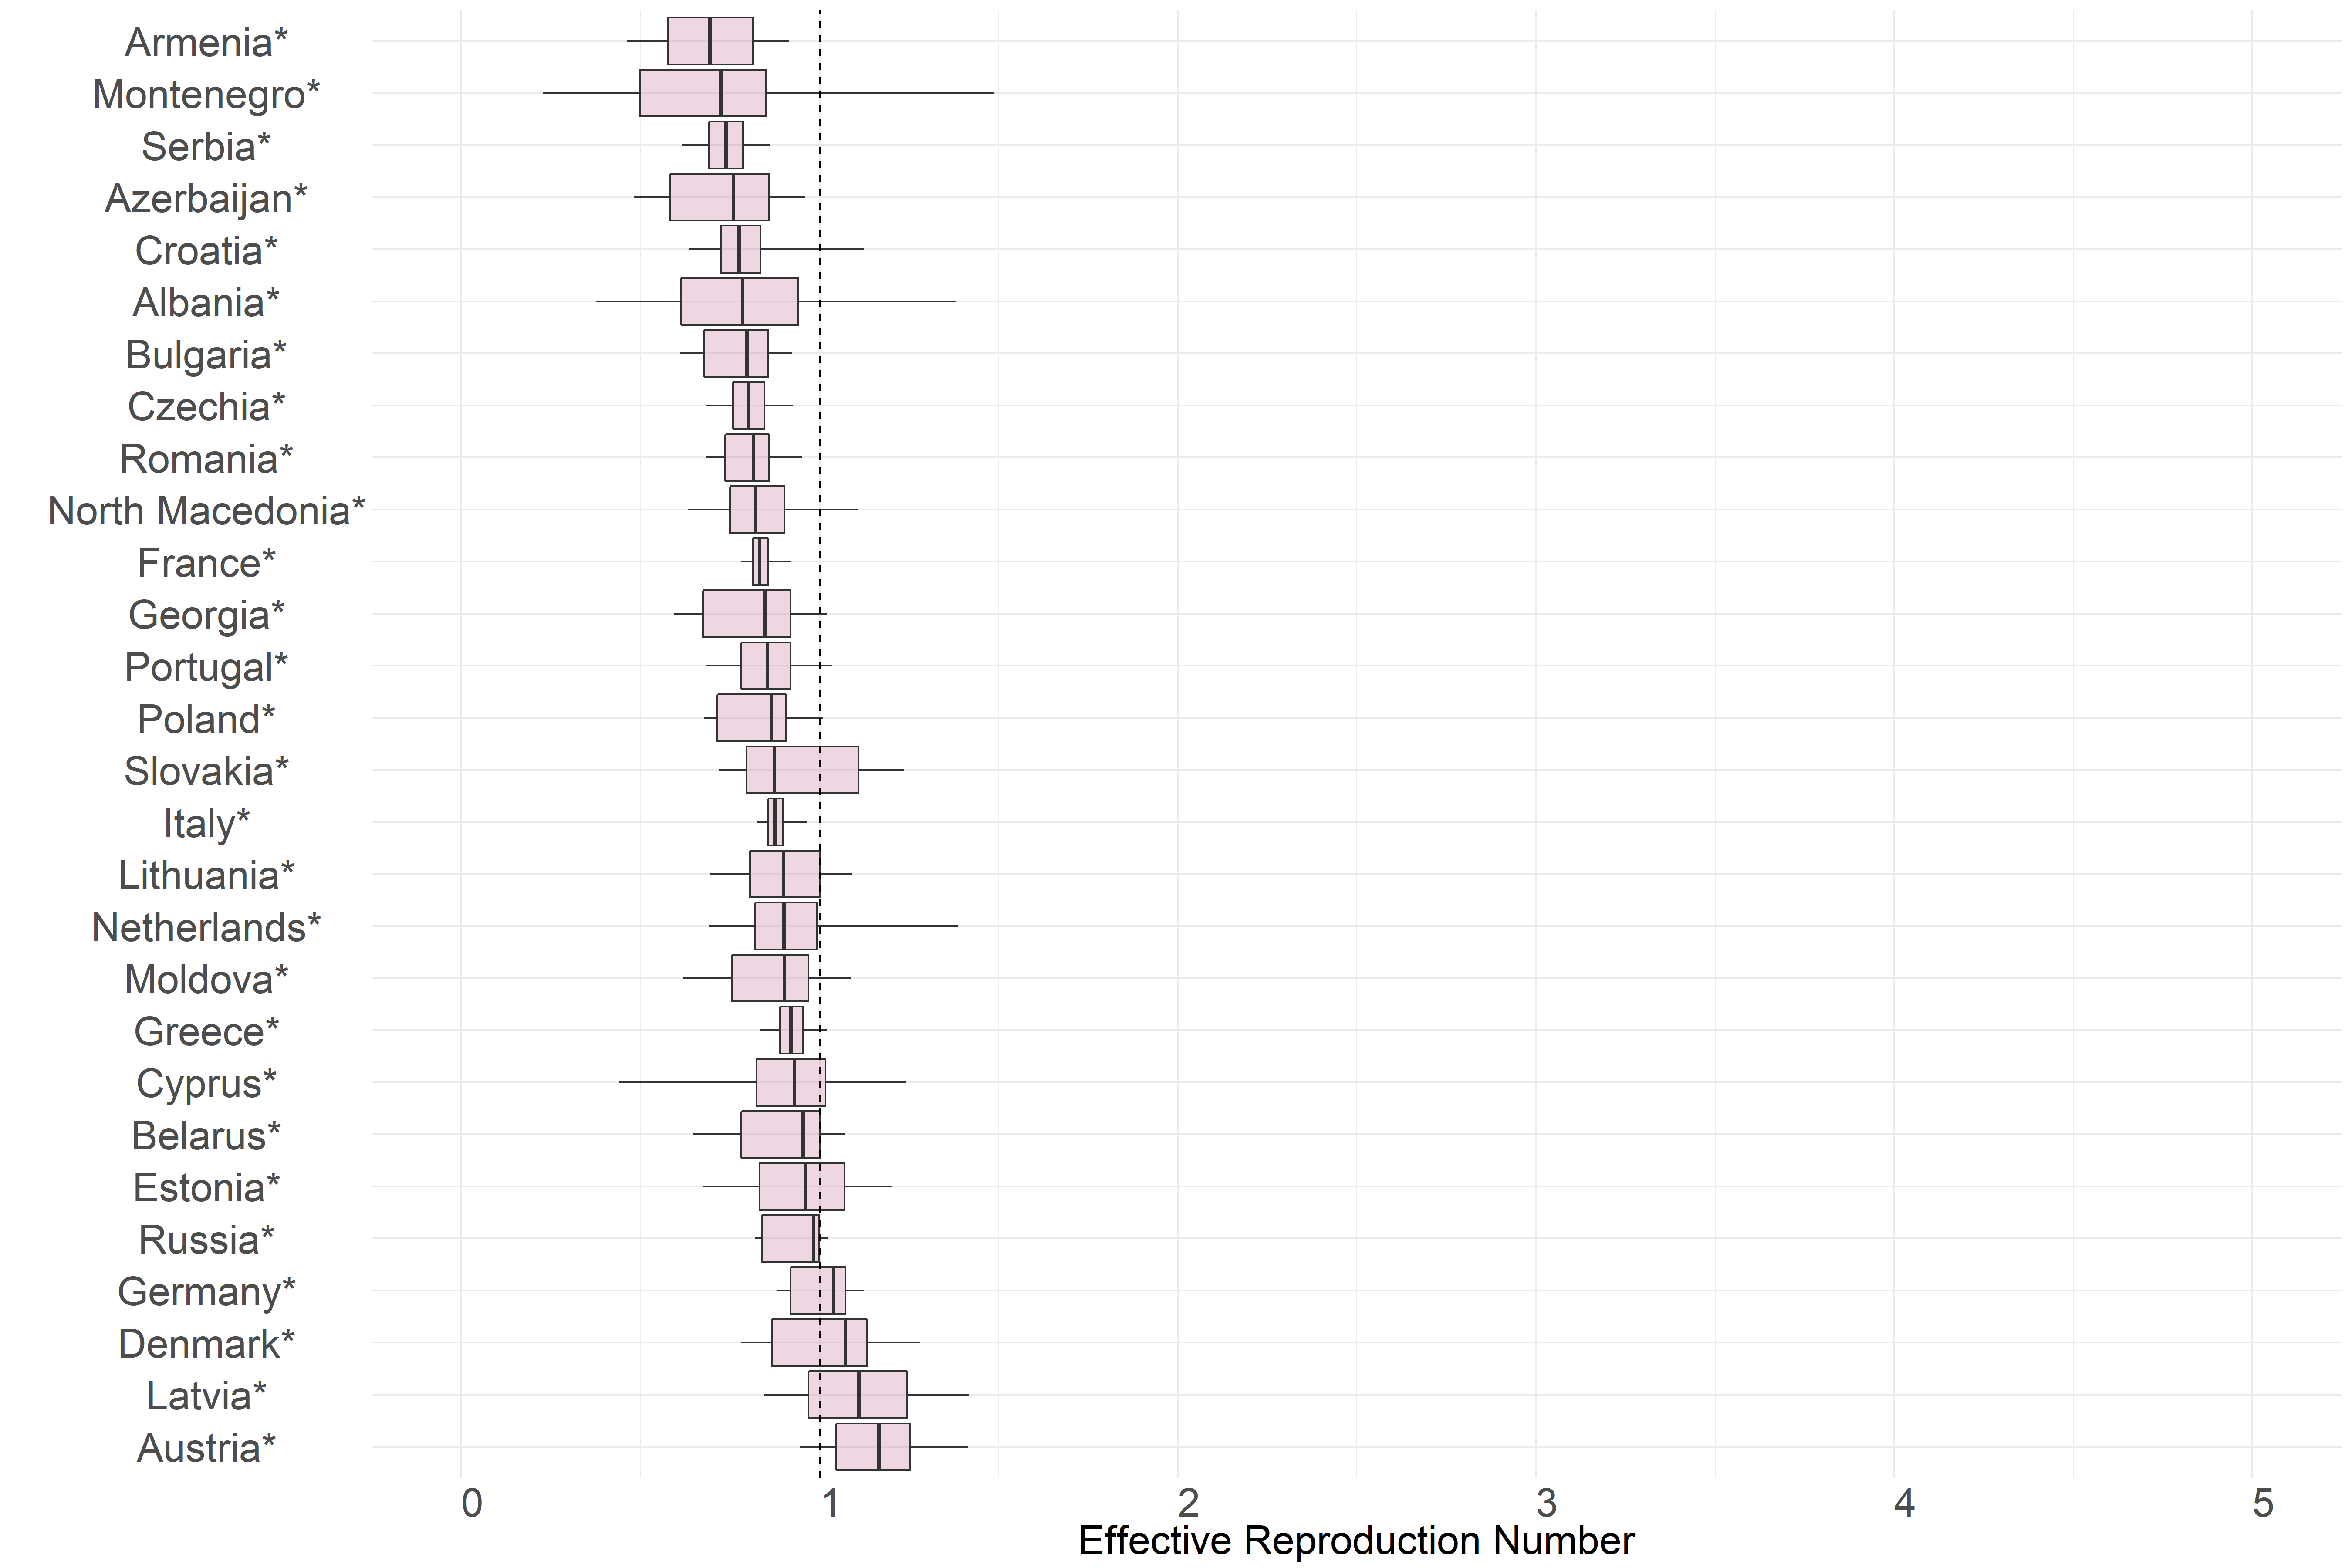 Armenia*
Montenegro*
Serbia*
Azerbaijan*
Croatia*
Albania*
Bulgaria*
Czechia*
Romania*
North Macedonia*
France*
Georgia*
Portugal*
Poland*
Slovakia*
Italy*
Lithuania*
Netherlands*
Moldova*
Greece*
Cyprus*
Belarus*
Estonia*
Russia*
Germany*
Denmark*
Latvia*
Austria*
0 1 2 3 4 5
Effective Reproduction Number